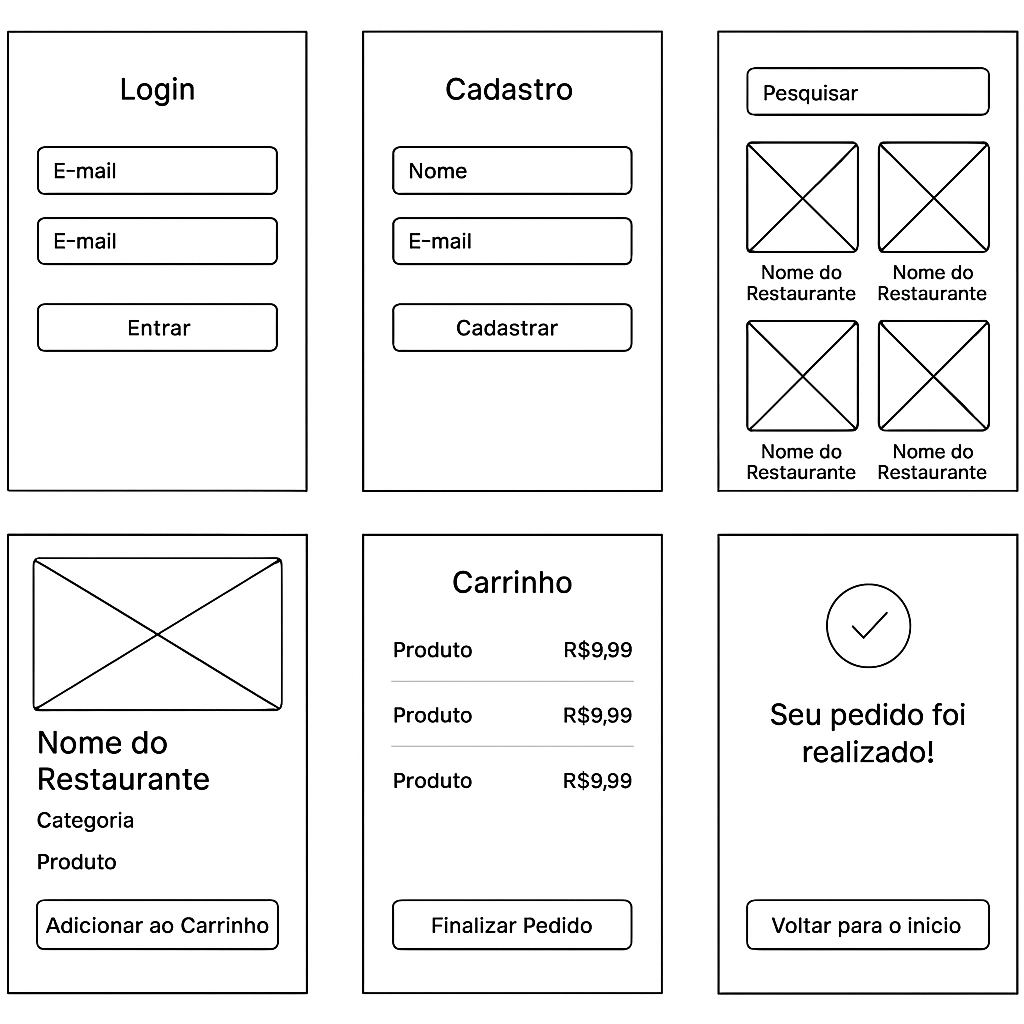 Login
E-mail
E-mail
Entrar
Cadastro
Nome
E-mail
Cadastrar
Pesquisar
Nome do
Restaurante
Nome do
Restaurante
Nome do
Restaurante
Nome do
Restaurante
Nome do
Restaurante
Categoria
Produto
Adicionar ao Carrinho
Carrinho
Produto R$9,99
Produto R$9,99
Produto R$9,99
Finalizar Pedido
Seu pedido foi
realizado!
Voltar para o inicio